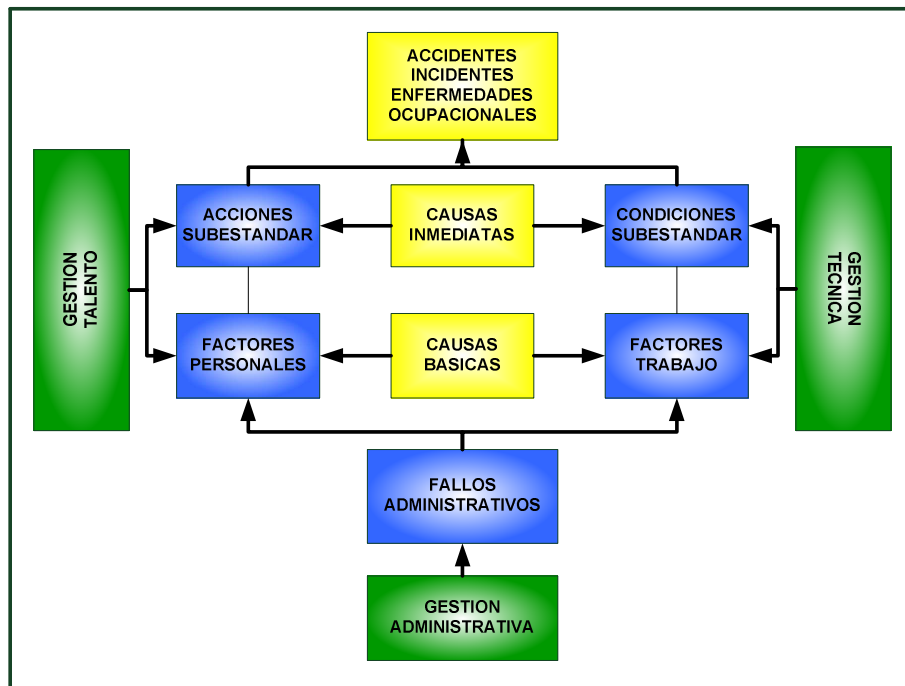 ACCIDENTES
INCIDENTES
ENFERMEDADES
OCUPACIONALES
GESTION
TALENTO
ACCIONES
SUBESTANDAR
CAUSAS
INMEDIATAS
CONDICIONES
SUBESTANDAR
GESTION
TECNICA
FACTORES
PERSONALES
CAUSAS
BASICAS
FACTORES
TRABAJO
FALLOS
ADMINISTRATIVOS
GESTION
ADMINISTRATIVA